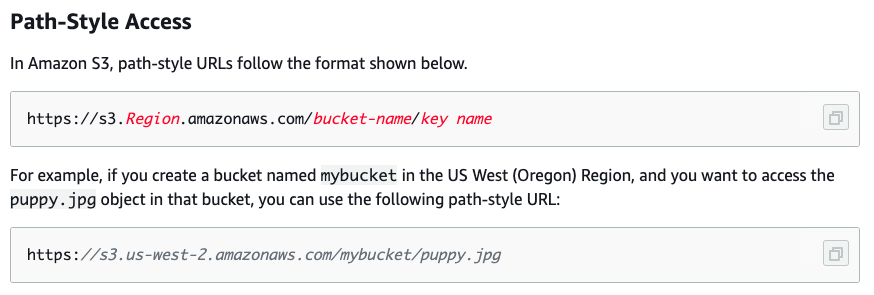 Path-Style Access
In Amazon S3, path-style URLs follow the format shown below.
https://s3.Region.amazonaws.com/bucket-name/key name
For example, if you create a bucket named mybucket in the US West (Oregon) Region, and you want to access the
puppy.jpg object in that bucket, you can use the following path-style URL:
https://s3.us-west-2.amazonaws.com/mybucket/puppy.jpg